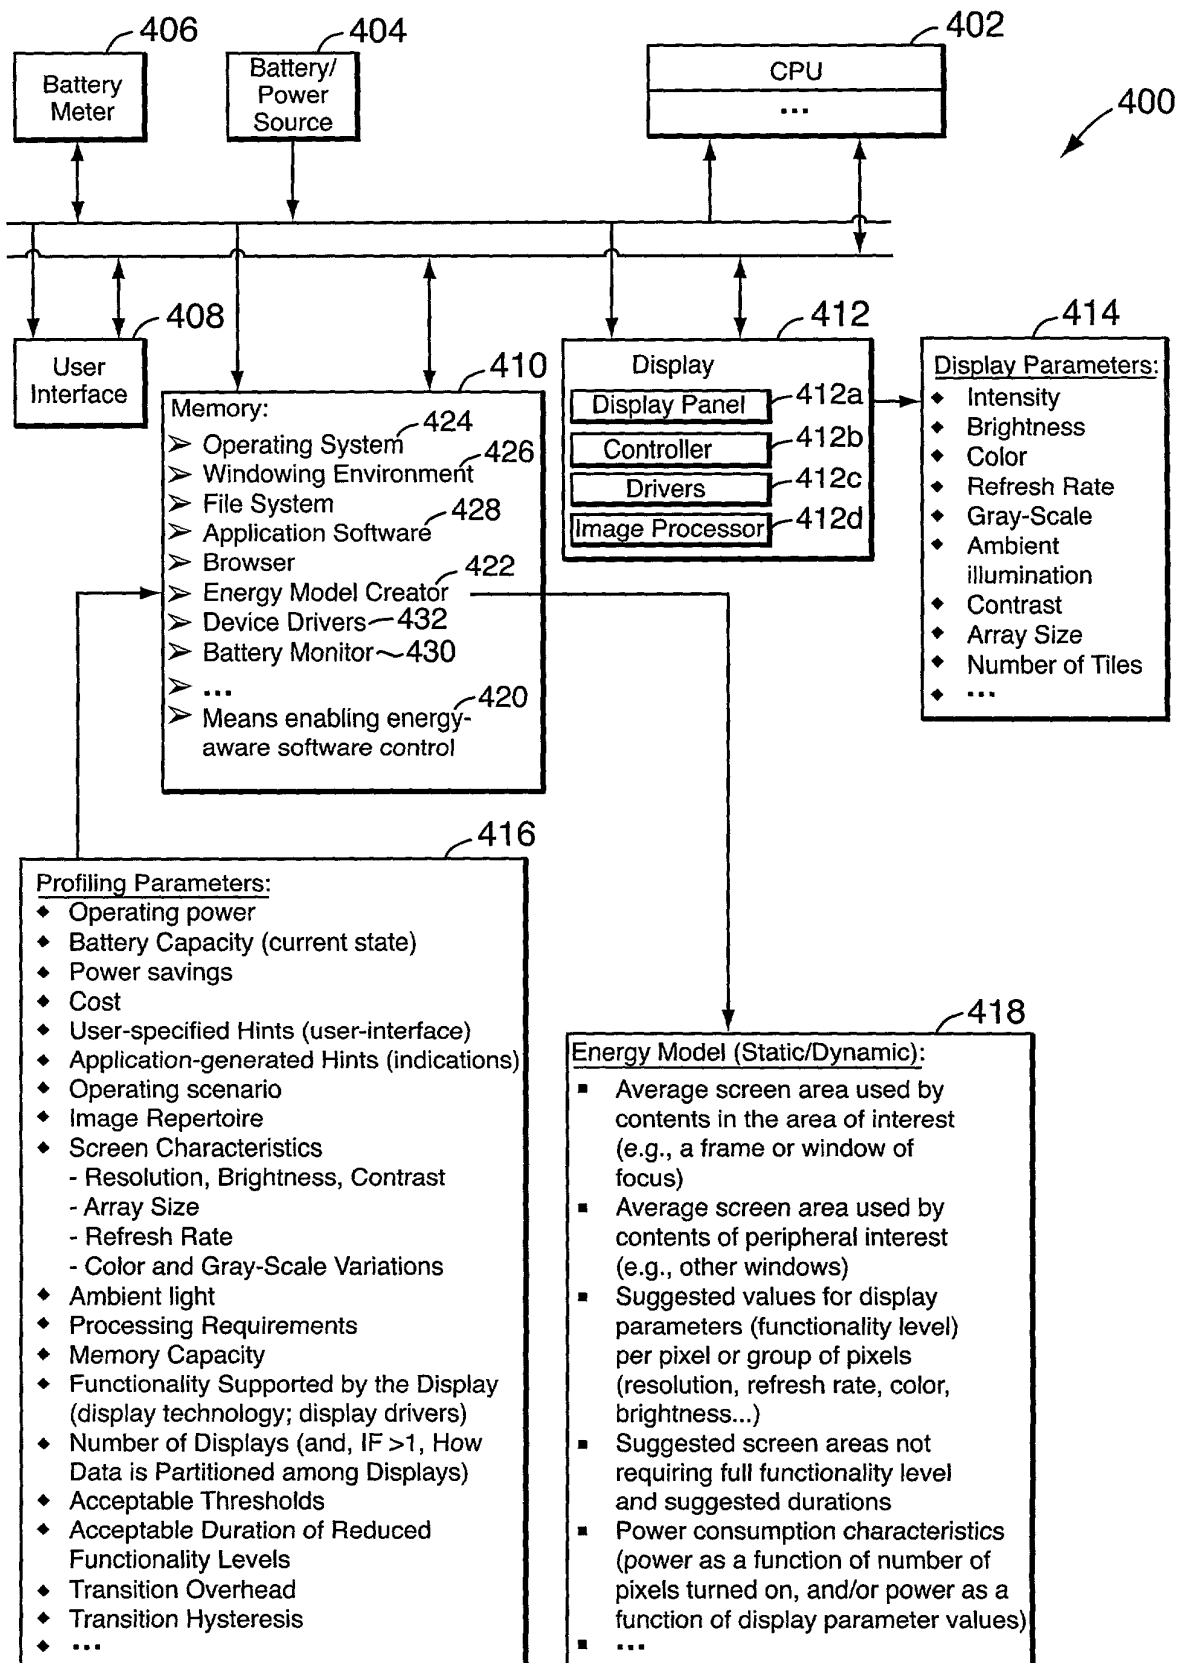 406
404
402
Battery
Meter
Battery/
Power
Source
CPU
...
400
408
User
Interface
410
Memory:
➢ Operating System 424
➢ Windowing Environment 426
➢ File System
➢ Application Software 428
➢ Browser
➢ Energy Model Creator 422
➢ Device Drivers 432
➢ Battery Monitor 430
➢ ...
➢ Means enabling energy- 420
aware software control
412
Display
Display Panel 412a
Controller 412b
Drivers 412c
Image Processor 412d
414
Display Parameters:
◆ Intensity
◆ Brightness
◆ Color
◆ Refresh Rate
◆ Gray-Scale
◆ Ambient
illumination
◆ Contrast
◆ Array Size
◆ Number of Tiles
◆ ...
416
Profiling Parameters:
◆ Operating power
◆ Battery Capacity (current state)
◆ Power savings
◆ Cost
◆ User-specified Hints (user-interface)
◆ Application-generated Hints (indications)
◆ Operating scenario
◆ Image Repertoire
◆ Screen Characteristics
- Resolution, Brightness, Contrast
- Array Size
- Refresh Rate
- Color and Gray-Scale Variations
◆ Ambient light
◆ Processing Requirements
◆ Memory Capacity
◆ Functionality Supported by the Display
(display technology; display drivers)
◆ Number of Displays (and, IF >1, How
Data is Partitioned among Displays)
◆ Acceptable Thresholds
◆ Acceptable Duration of Reduced
Functionality Levels
◆ Transition Overhead
◆ Transition Hysteresis
◆ ...
418
Energy Model (Static/Dynamic):
▪ Average screen area used by
contents in the area of interest
(e.g., a frame or window of
focus)
▪ Average screen area used by
contents of peripheral interest
(e.g., other windows)
▪ Suggested values for display
parameters (functionality level)
per pixel or group of pixels
(resolution, refresh rate, color,
brightness...)
▪ Suggested screen areas not
requiring full functionality level
and suggested durations
▪ Power consumption characteristics
(power as a function of number of
pixels turned on, and/or power as a
function of display parameter values)
▪ ...